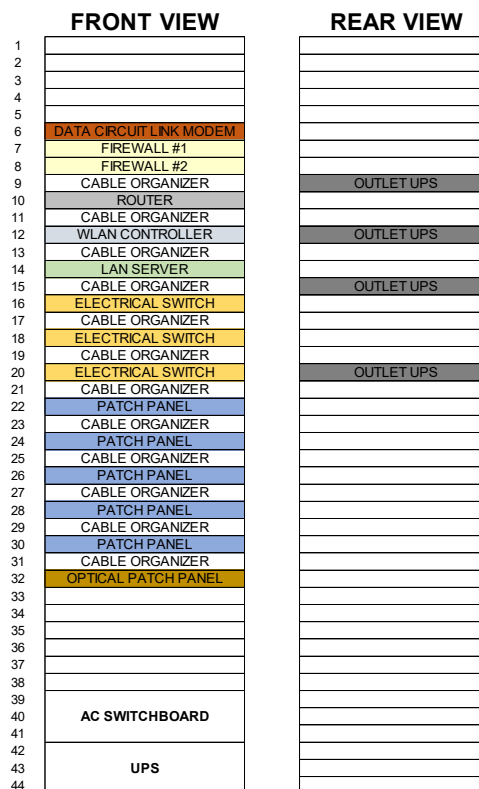 FRONT VIEW REAR VIEW
1
2
3
4
5
6 DATA CIRCUIT LINK MODEM
7 FIREWALL #1
8 FIREWALL #2
9 CABLE ORGANIZER OUTLET UPS
10 ROUTER
11 CABLE ORGANIZER
12 WLAN CONTROLLER OUTLET UPS
13 CABLE ORGANIZER
14 LAN SERVER
15 CABLE ORGANIZER OUTLET UPS
16 ELECTRICAL SWITCH
17 CABLE ORGANIZER
18 ELECTRICAL SWITCH
19 CABLE ORGANIZER
20 ELECTRICAL SWITCH OUTLET UPS
21 CABLE ORGANIZER
22 PATCH PANEL
23 CABLE ORGANIZER
24 PATCH PANEL
25 CABLE ORGANIZER
26 PATCH PANEL
27 CABLE ORGANIZER
28 PATCH PANEL
29 CABLE ORGANIZER
30 PATCH PANEL
31 CABLE ORGANIZER
32 OPTICAL PATCH PANEL
33
34
35
36
37
38
39
40 AC SWITCHBOARD
41
42
43 UPS
44